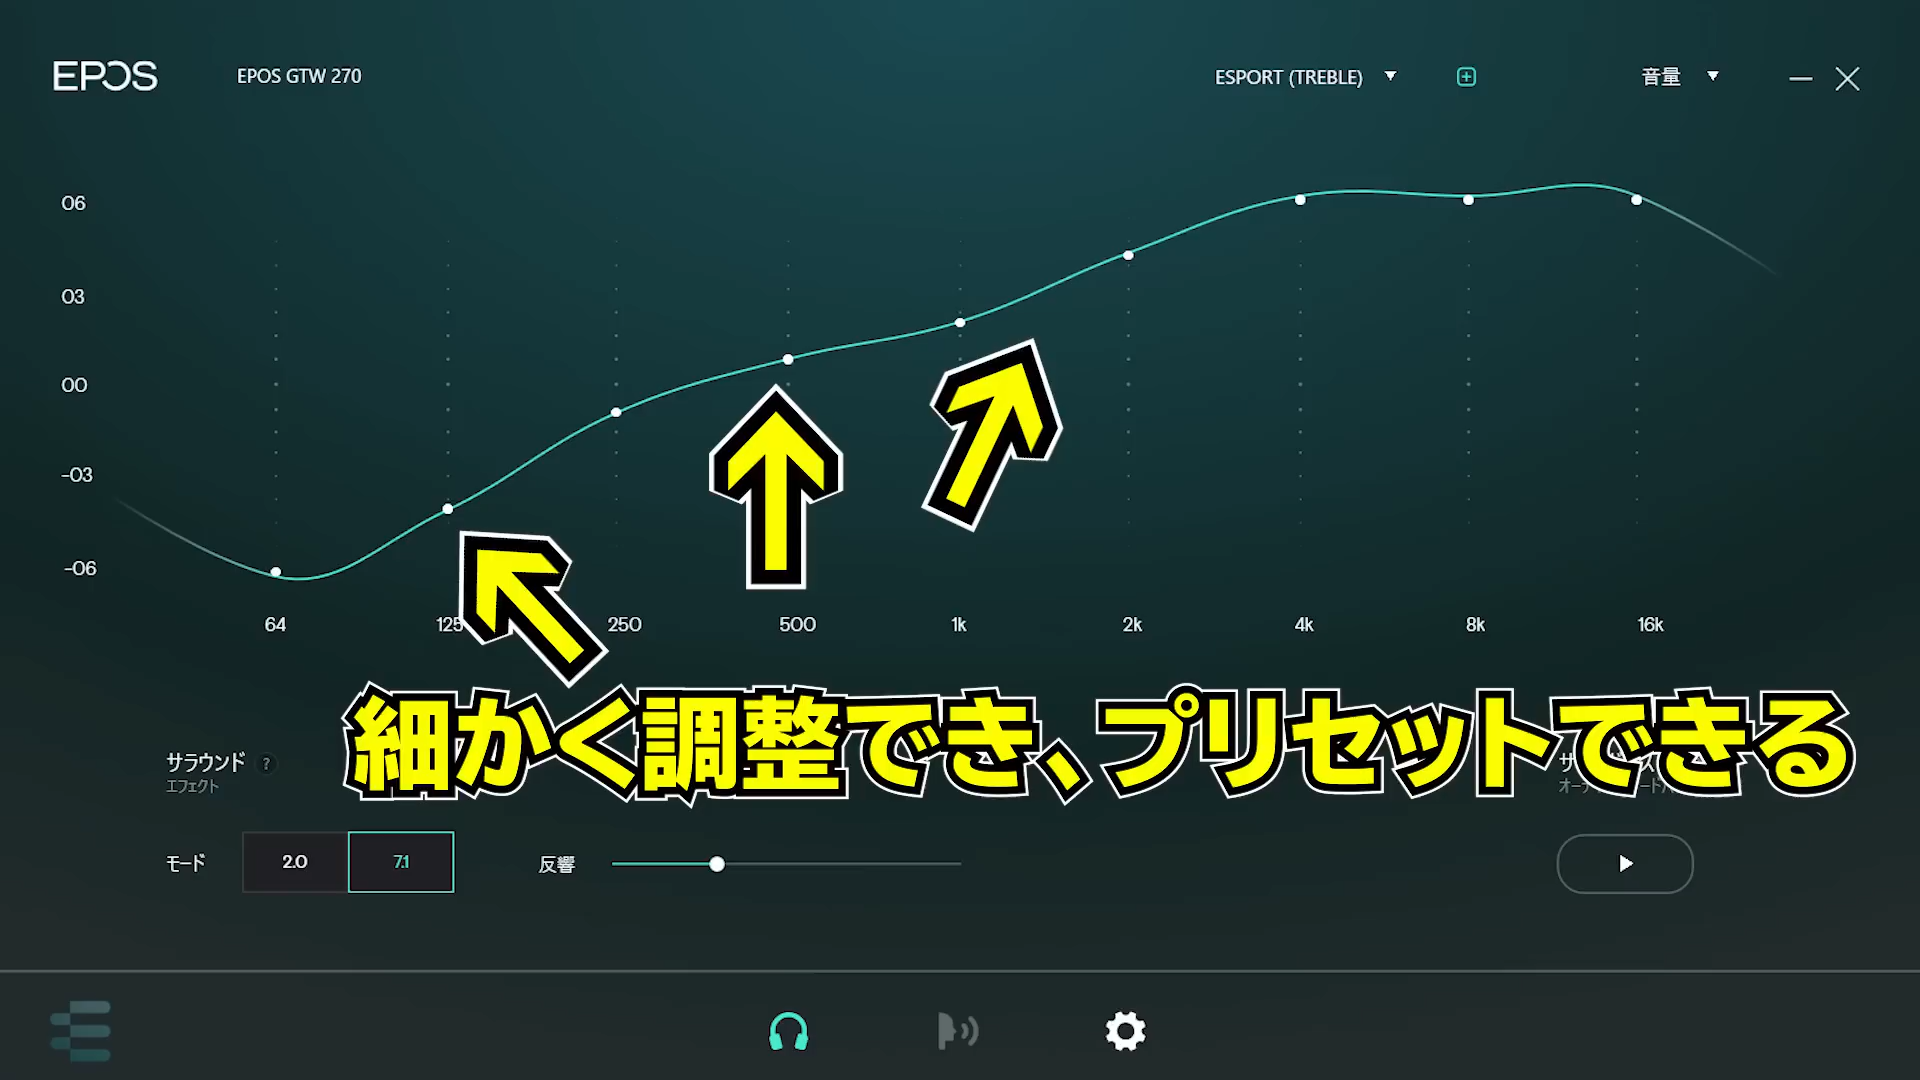 EPOS
EPOS GTW 270
ESPORT (TREBLE)
音量
06
03
00
-03
-06
64 125 250 500 1k 2k 4k 8k 16k
細かく調整でき、プリセットできる
サラウンド ?
エフェクト
モード 2.0 7.1 反響